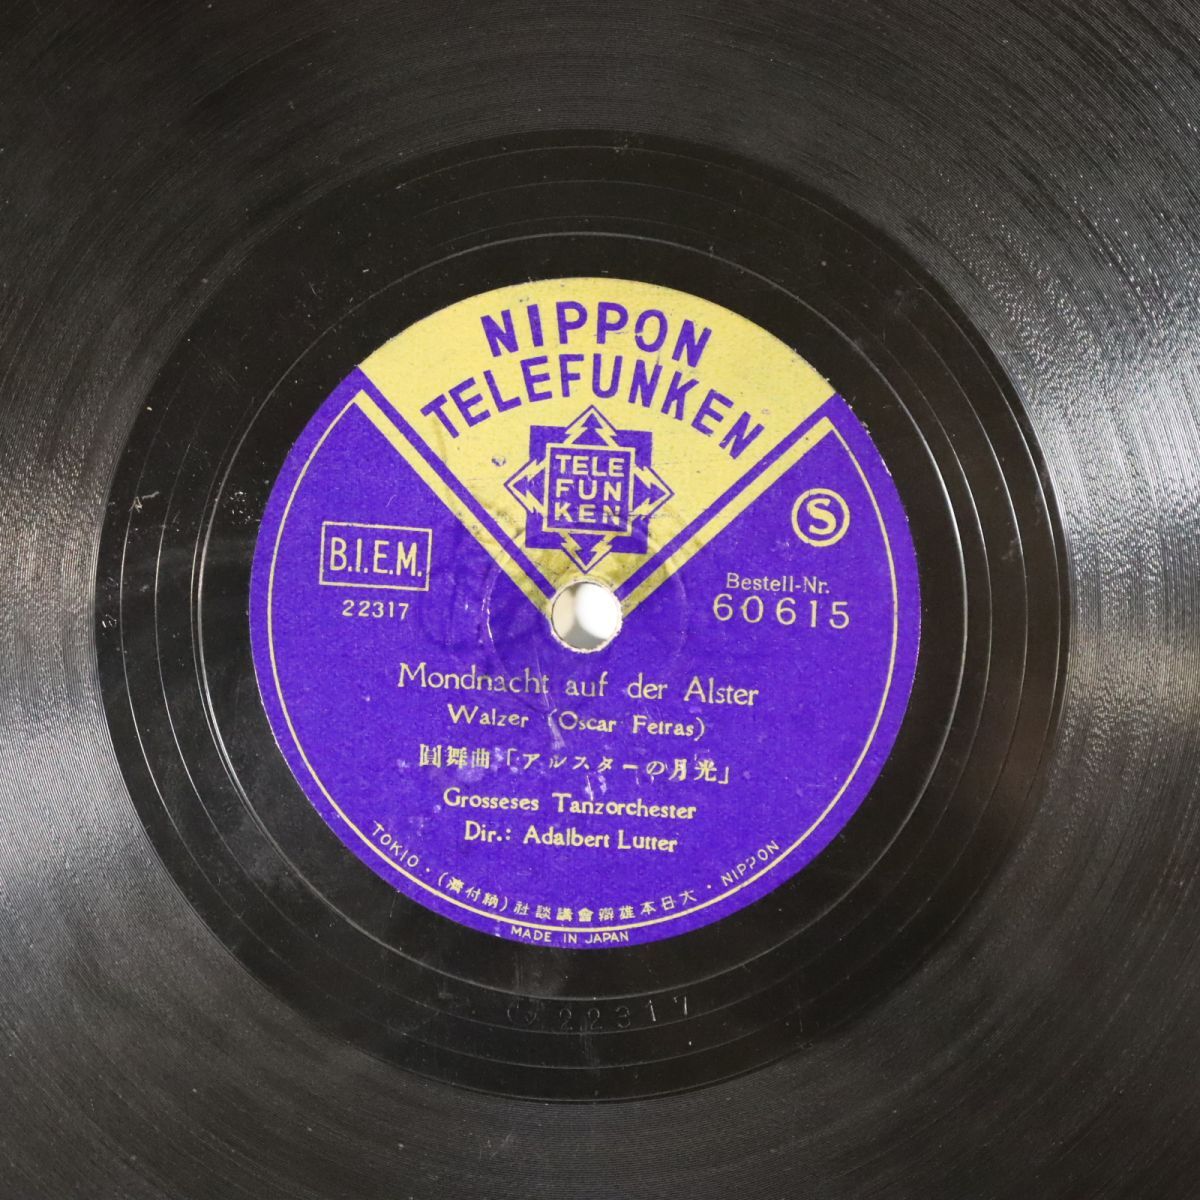 NIPPON
TELEFUNKEN
TELE
FUN
KEN
S
B.I.E.M.
22317
Bestell-Nr.
60615
Mondnacht auf der Alster
Walzer (Oscar Fetras)
圓舞曲「アルスターの月光」
Grosseses Tanzorchester
Dir.: Adalbert Lutter
TOKIO・(濟付納) 社談講會辯雄本日大・NIPPON
MADE IN JAPAN
22317